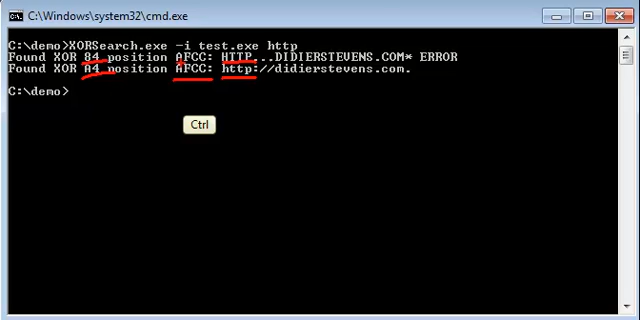 C:\Windows\system32\cmd.exe
C:\demo>XORSearch.exe -i test.exe http
Found XOR 84 position AFCC: HTTP...DIDIERSTEVENS.COM* ERROR
Found XOR A4 position AFCC: http://didierstevens.com.
C:\demo>
Ctrl